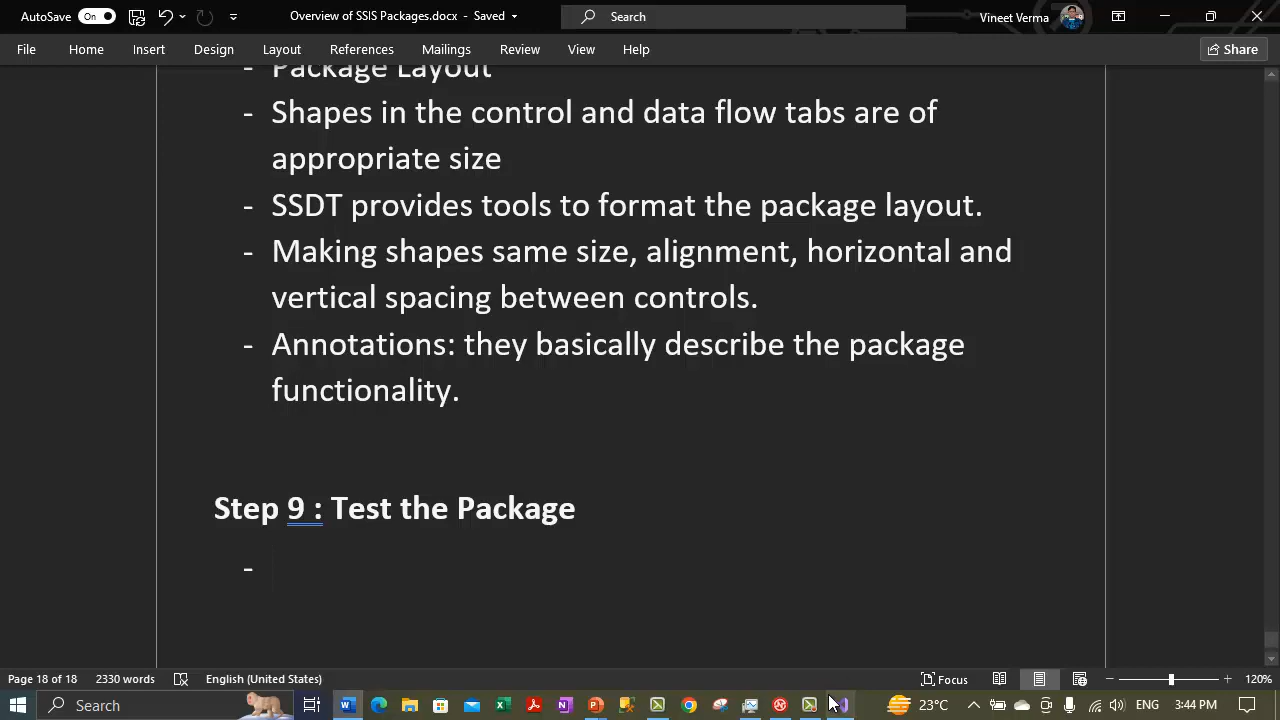 AutoSave On Overview of SSIS Packages.docx - Saved Search Vineet Verma
File Home Insert Design Layout References Mailings Review View Help Share
- Package Layout
- Shapes in the control and data flow tabs are of
appropriate size
- SSDT provides tools to format the package layout.
- Making shapes same size, alignment, horizontal and
vertical spacing between controls.
- Annotations: they basically describe the package
functionality.
Step 9 : Test the Package
-
Page 18 of 18 2330 words English (United States) Focus 120%
Search 23°C ENG 3:44 PM